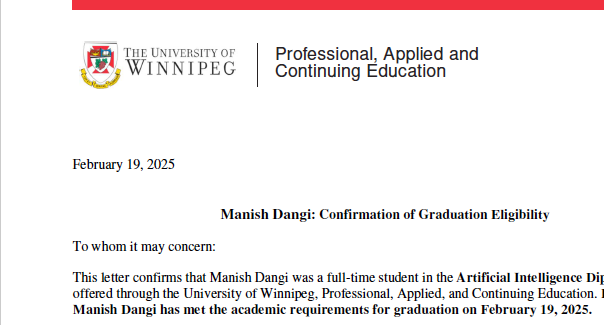 THE UNIVERSITY OF
WINNIPEG
Professional, Applied and
Continuing Education
February 19, 2025
Manish Dangi: Confirmation of Graduation Eligibility
To whom it may concern:
This letter confirms that Manish Dangi was a full-time student in the Artificial Intelligence
offered through the University of Winnipeg, Professional, Applied, and Continuing Education.
Manish Dangi has met the academic requirements for graduation on February 19, 2025.